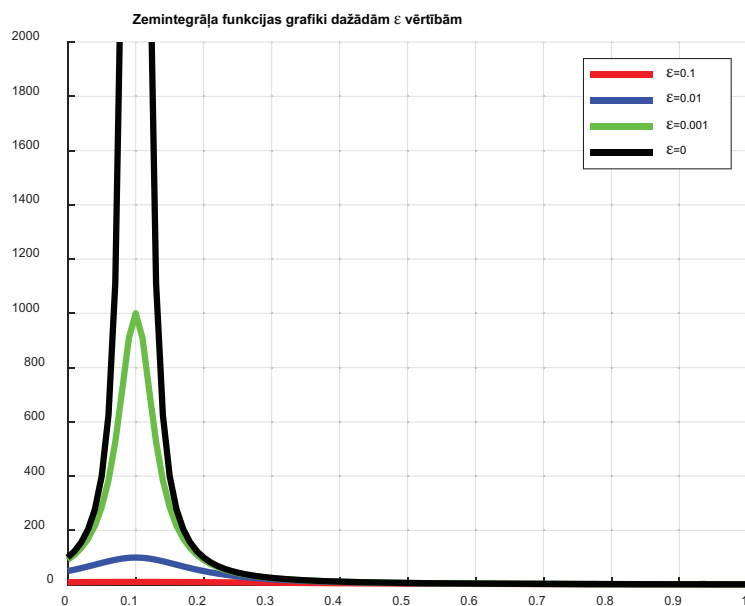 Zemintegrāļa funkcijas grafiki dažādām ε vērtībām
2000
1800
1600
1400
1200
1000
800
600
400
200
0
ε=0.1
ε=0.01
ε=0.001
ε=0
0 0.1 0.2 0.3 0.4 0.5 0.6 0.7 0.8 0.9 1